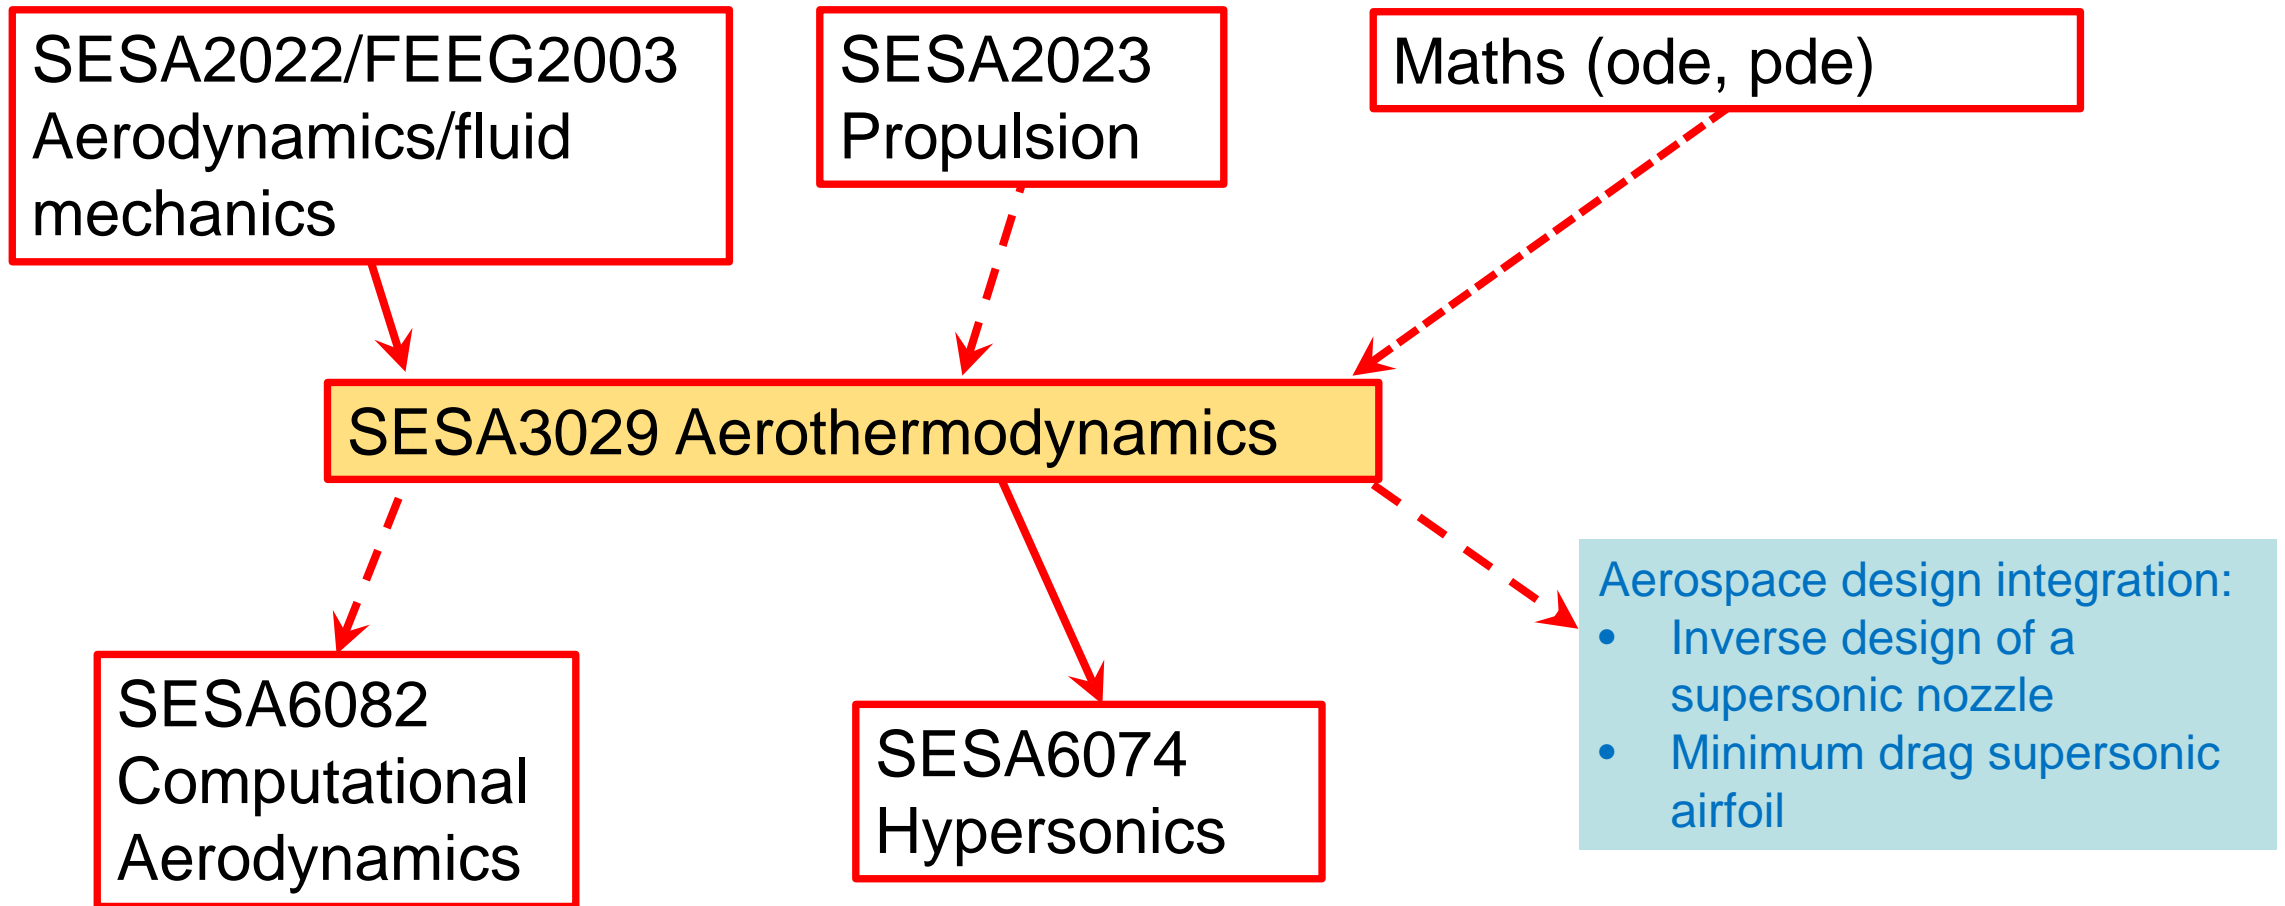 SESA2022/FEEG2003
Aerodynamics/fluid
mechanics
SESA2023
Propulsion
Maths (ode, pde)
SESA3029 Aerothermodynamics
SESA6082
Computational
Aerodynamics
SESA6074
Hypersonics
Aerospace design integration:
• Inverse design of a
supersonic nozzle
• Minimum drag supersonic
airfoil